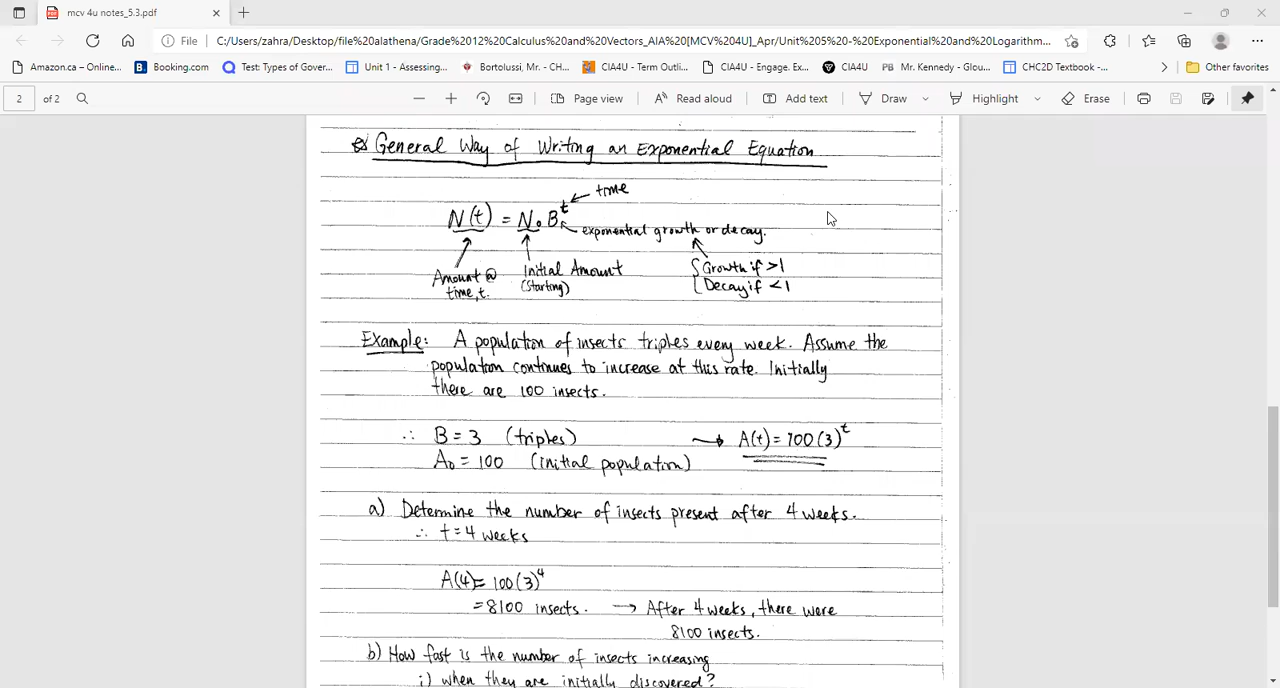 mcv 4u notes_5.3.pdf
File
C:/Users/zahra/Desktop/file%20alathena/Grade%2012%20Calculus%20and%20Vectors_AIA%20[MCV%204U]_Apr/Unit%205%20-%20Exponential%20and%20Logarithm...
Amazon.ca – Online...
Booking.com
Test: Types of Gover...
Unit 1 - Assessing...
Bortolussi, Mr. - CH...
CIA4U - Term Outli...
CIA4U - Engage. Ex...
CIA4U
PB Mr. Kennedy - Glou...
CHC2D Textbook -...
Other favorites
2 of 2
Page view
Read aloud
Add text
Draw
Highlight
Erase
General Way of Writing an Exponential Equation
← time
N(t) = N₀Bᵗ
exponential growth or decay.
Amount @ time, t.
Initial Amount (starting)
Growth if >1
Decay if <1
Example: A population of insects triples every week. Assume the
population continues to increase at this rate. Initially
there are 100 insects.
∴ B = 3 (triples) → A(t) = 100(3)ᵗ
A₀ = 100 (initial population)
a) Determine the number of insects present after 4 weeks.
∴ t = 4 weeks
A(4) = 100(3)⁴
= 8100 insects. → After 4 weeks, there were
8100 insects.
b) How fast is the number of insects increasing
i) when they are initially discovered?